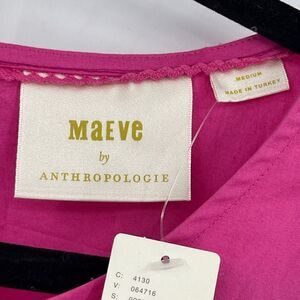 MEDIUM
MADE IN TURKEY
MaEVe
by
ANTHROPOLOGIE
C: 4130
V: 064716
S: